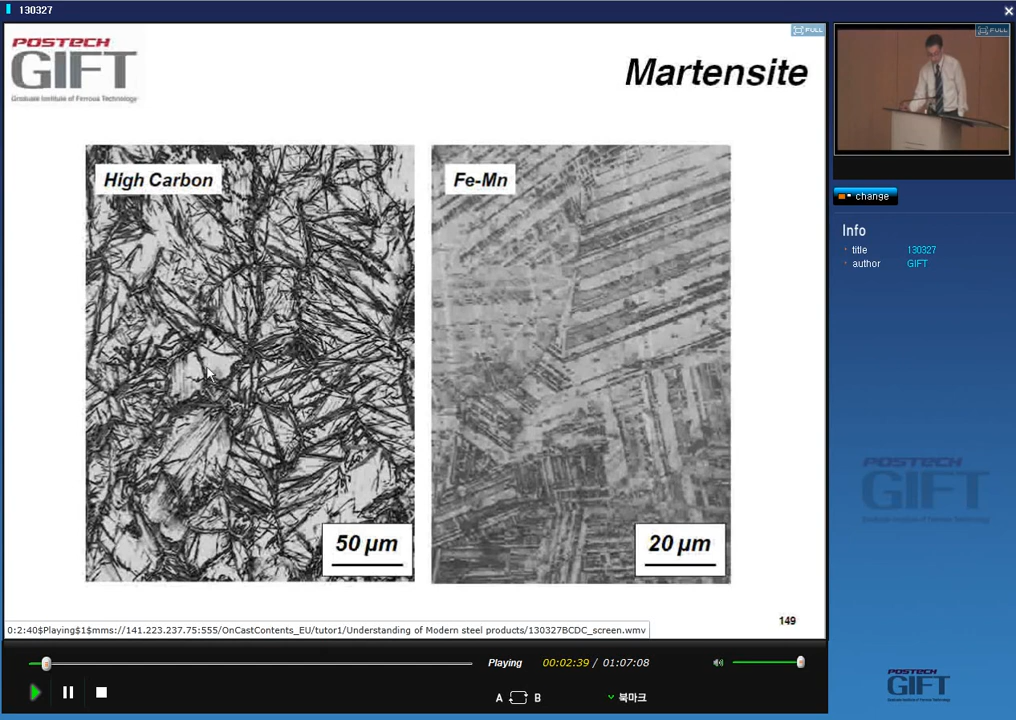 130327
POSTECH
GIFT
Graduate Institute of Ferrous Technology
FULL
Martensite
High Carbon
Fe-Mn
50 µm
20 µm
149
0:2:40$Playing$1$mms://141.223.237.75:555/OnCastContents_EU/tutor1/Understanding of Modern steel products/130327BCDC_screen.wmv
Playing
00:02:39 / 01:07:08
A B
북마크
FULL
change
Info
title 130327
author GIFT
POSTECH
GIFT
Graduate Institute of Ferrous Technology
POSTECH
GIFT